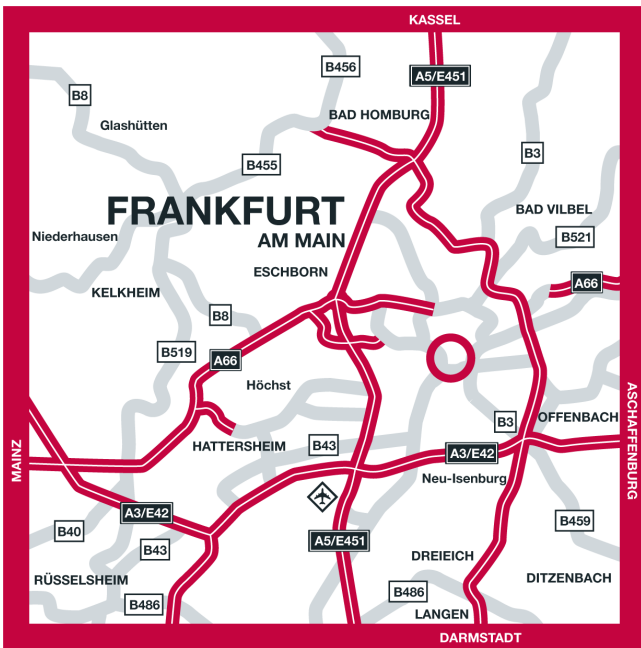 KASSEL
A5/E451
B456
B8
BAD HOMBURG
Glashütten
B3
B455
FRANKFURT
AM MAIN
BAD VILBEL
Niederhausen
B521
ESCHBORN
A66
KELKHEIM
B8
B519
A66
Höchst
ASCHAFFENBURG
B3
OFFENBACH
MAINZ
HATTERSHEIM
B43
A3/E42
Neu-Isenburg
A3/E42
B459
B40
A5/E451
B43
DREIEICH
RÜSSELSHEIM
DITZENBACH
B486
B486
LANGEN
DARMSTADT